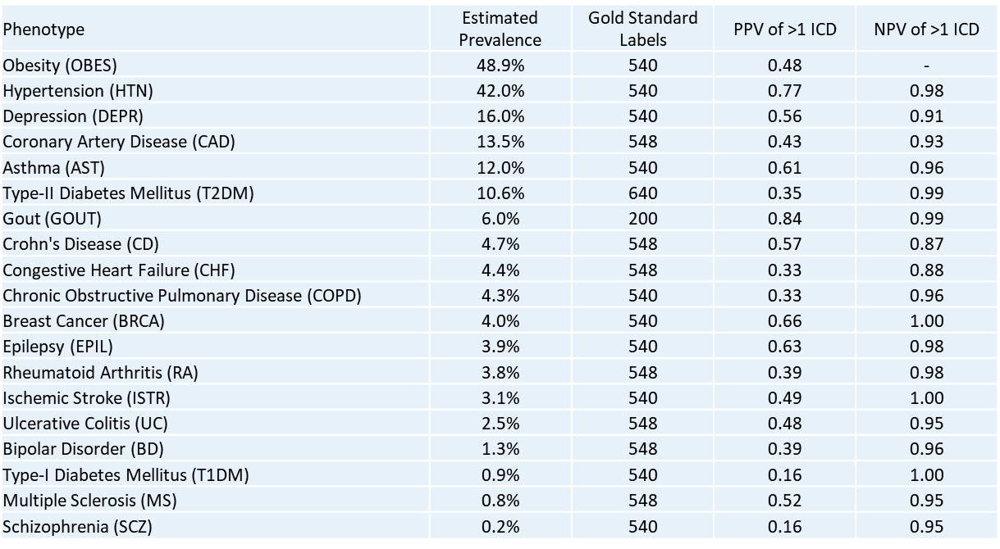 Phenotype Estimated Prevalence Gold Standard Labels PPV of >1 ICD NPV of >1 ICD
Obesity (OBES) 48.9% 540 0.48 -
Hypertension (HTN) 42.0% 540 0.77 0.98
Depression (DEPR) 16.0% 540 0.56 0.91
Coronary Artery Disease (CAD) 13.5% 548 0.43 0.93
Asthma (AST) 12.0% 540 0.61 0.96
Type-II Diabetes Mellitus (T2DM) 10.6% 640 0.35 0.99
Gout (GOUT) 6.0% 200 0.84 0.99
Crohn's Disease (CD) 4.7% 548 0.57 0.87
Congestive Heart Failure (CHF) 4.4% 548 0.33 0.88
Chronic Obstructive Pulmonary Disease (COPD) 4.3% 540 0.33 0.96
Breast Cancer (BRCA) 4.0% 540 0.66 1.00
Epilepsy (EPIL) 3.9% 540 0.63 0.98
Rheumatoid Arthritis (RA) 3.8% 548 0.39 0.98
Ischemic Stroke (ISTR) 3.1% 540 0.49 1.00
Ulcerative Colitis (UC) 2.5% 548 0.48 0.95
Bipolar Disorder (BD) 1.3% 548 0.39 0.96
Type-I Diabetes Mellitus (T1DM) 0.9% 540 0.16 1.00
Multiple Sclerosis (MS) 0.8% 548 0.52 0.95
Schizophrenia (SCZ) 0.2% 540 0.16 0.95